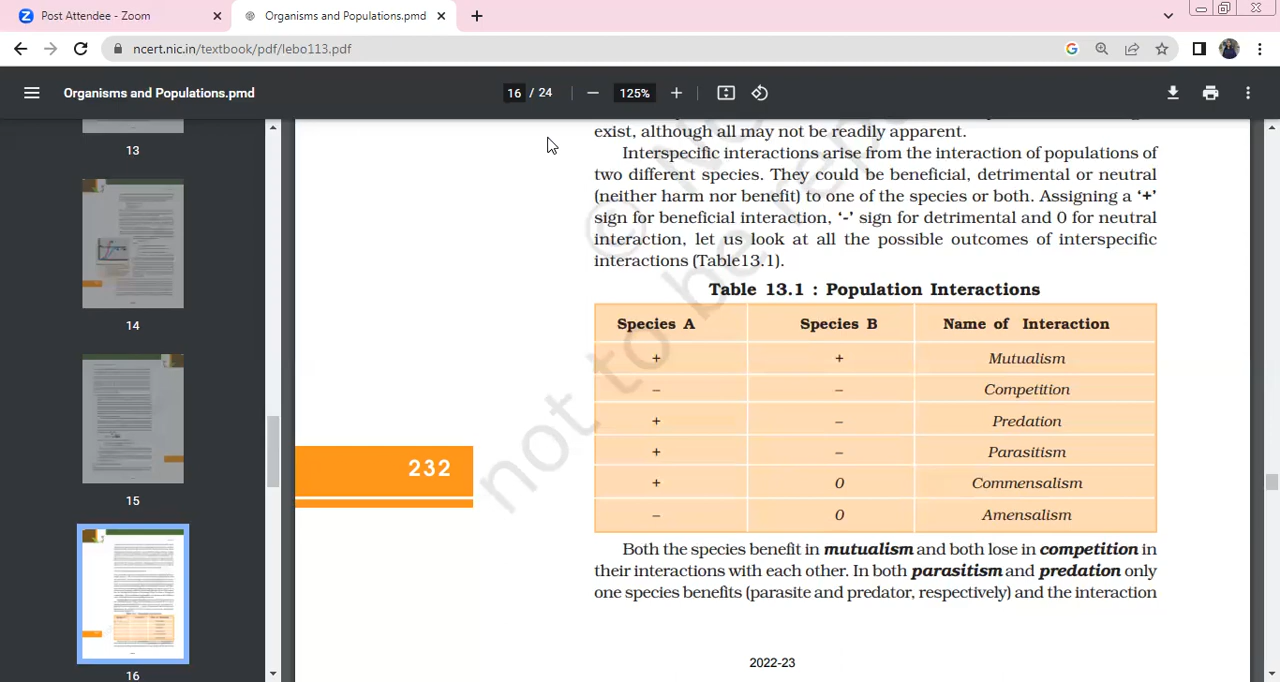 Post Attendee - Zoom
Organisms and Populations.pmd
ncert.nic.in/textbook/pdf/lebo113.pdf
Organisms and Populations.pmd
16 / 24
125%
13
14
15
16
exist, although all may not be readily apparent.
Interspecific interactions arise from the interaction of populations of
two different species. They could be beneficial, detrimental or neutral
(neither harm nor benefit) to one of the species or both. Assigning a '+'
sign for beneficial interaction, '-' sign for detrimental and 0 for neutral
interaction, let us look at all the possible outcomes of interspecific
interactions (Table13.1).
Table 13.1 : Population Interactions
Species A Species B Name of Interaction
+ + Mutualism
– – Competition
+ – Predation
+ – Parasitism
+ 0 Commensalism
– 0 Amensalism
232
Both the species benefit in mutualism and both lose in competition in
their interactions with each other. In both parasitism and predation only
one species benefits (parasite and predator, respectively) and the interaction
2022-23
not to be rep